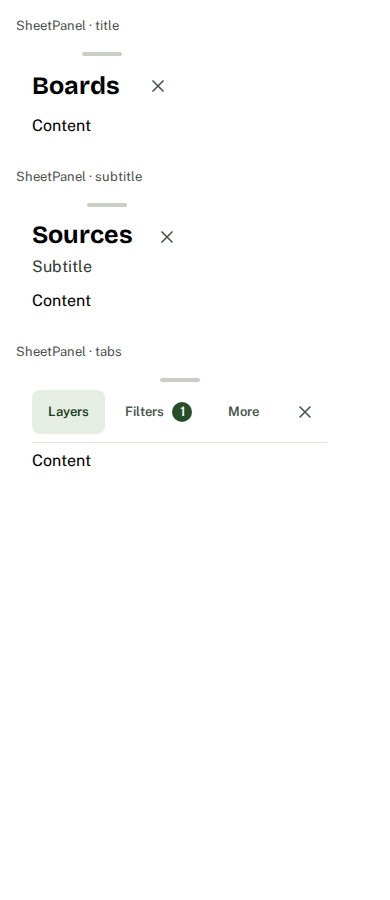 SheetPanel · title
Boards
Content
SheetPanel · subtitle
Sources
Subtitle
Content
SheetPanel · tabs
Layers Filters 1 More
Content